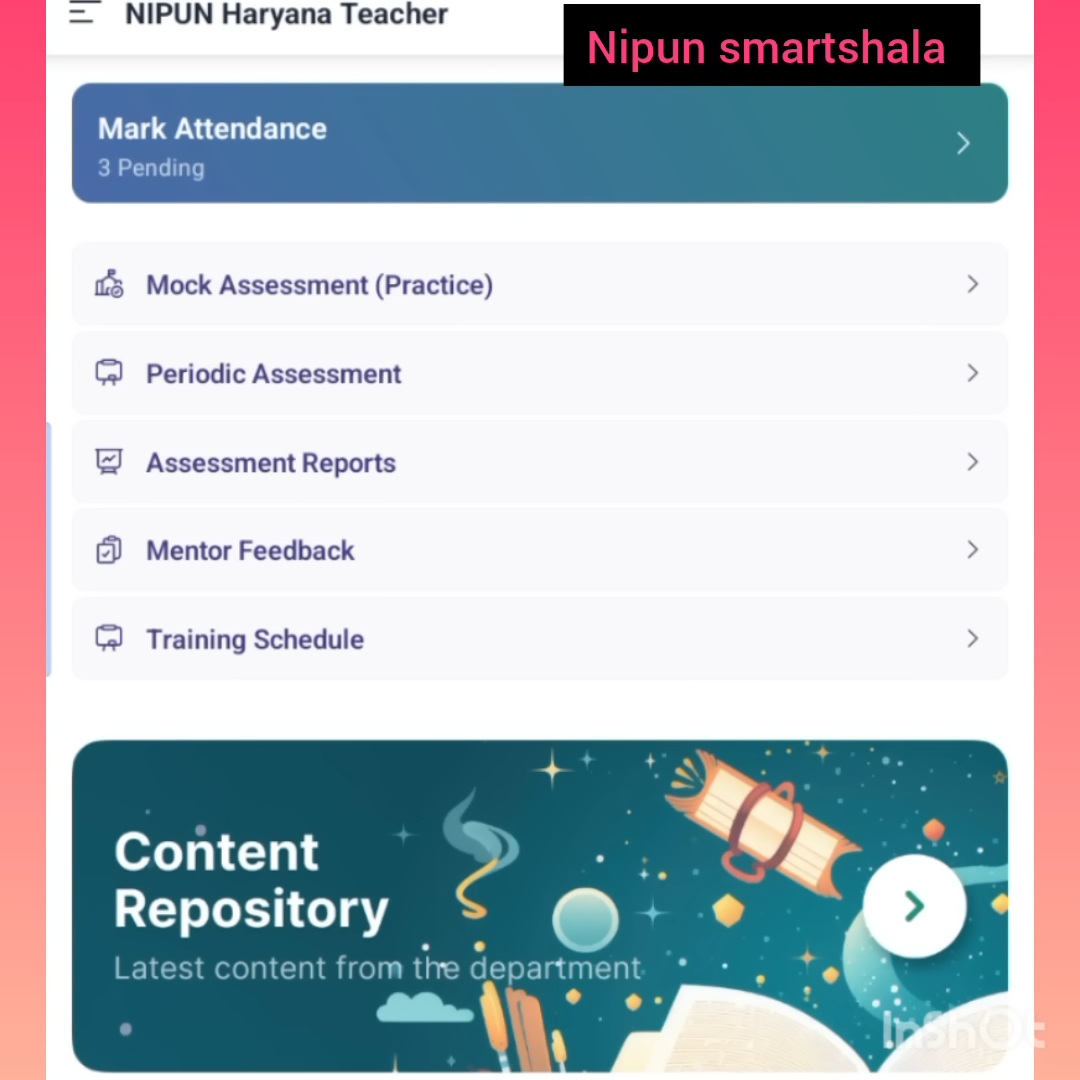 NIPUN Haryana Teacher
Nipun smartshala
Mark Attendance
3 Pending
Mock Assessment (Practice)
Periodic Assessment
Assessment Reports
Mentor Feedback
Training Schedule
Content
Repository
Latest content from the department
InShOt